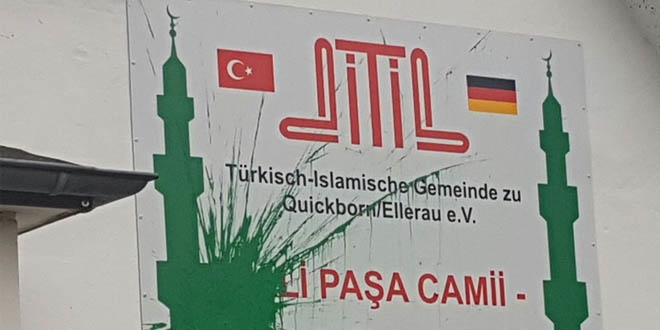 DİTİB
Türkisch-Islamische Gemeinde zu
Quickborn/Ellerau e.V.
PAŞA CAMİİ -